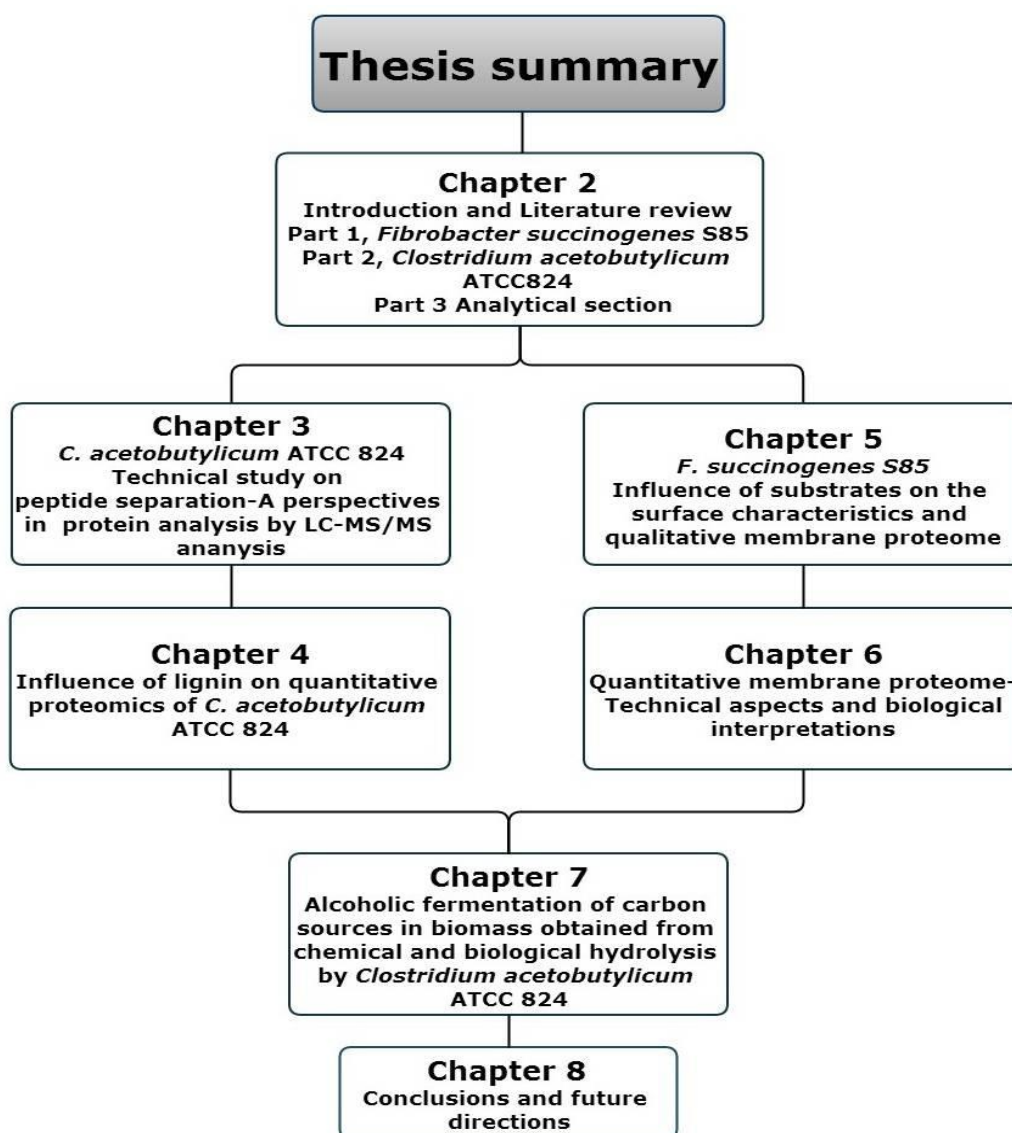 Thesis summary
Chapter 2
Introduction and Literature review
Part 1, Fibrobacter succinogenes S85
Part 2, Clostridium acetobutylicum
ATCC824
Part 3 Analytical section
Chapter 3
C. acetobutylicum ATCC 824
Technical study on
peptide separation-A perspectives
in protein analysis by LC-MS/MS
ananysis
Chapter 5
F. succinogenes S85
Influence of substrates on the
surface characteristics and
qualitative membrane proteome
Chapter 4
Influence of lignin on quantitative
proteomics of C. acetobutylicum
ATCC 824
Chapter 6
Quantitative membrane proteome-
Technical aspects and biological
interpretations
Chapter 7
Alcoholic fermentation of carbon
sources in biomass obtained from
chemical and biological hydrolysis
by Clostridium acetobutylicum
ATCC 824
Chapter 8
Conclusions and future
directions